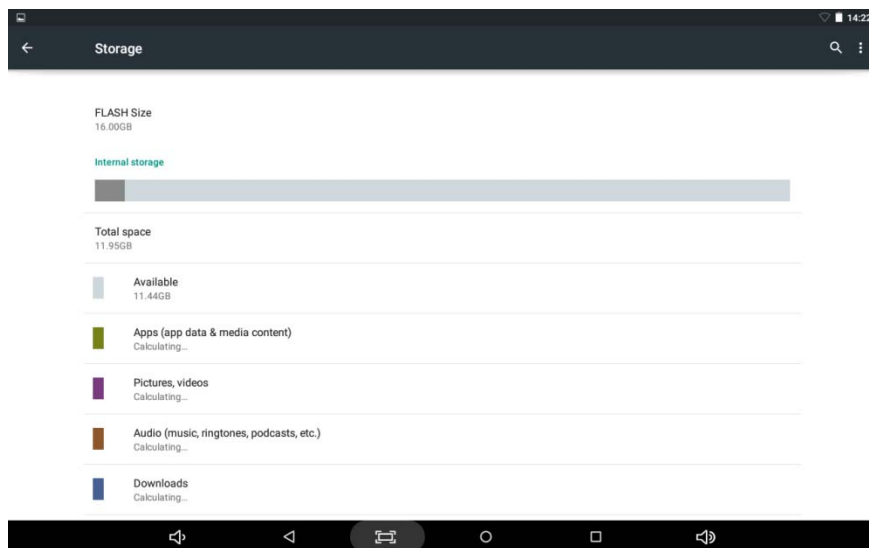 14:22
Storage
FLASH Size
16.00GB
Internal storage
Total space
11.95GB
Available
11.44GB
Apps (app data & media content)
Calculating...
Pictures, videos
Calculating...
Audio (music, ringtones, podcasts, etc.)
Calculating...
Downloads
Calculating...